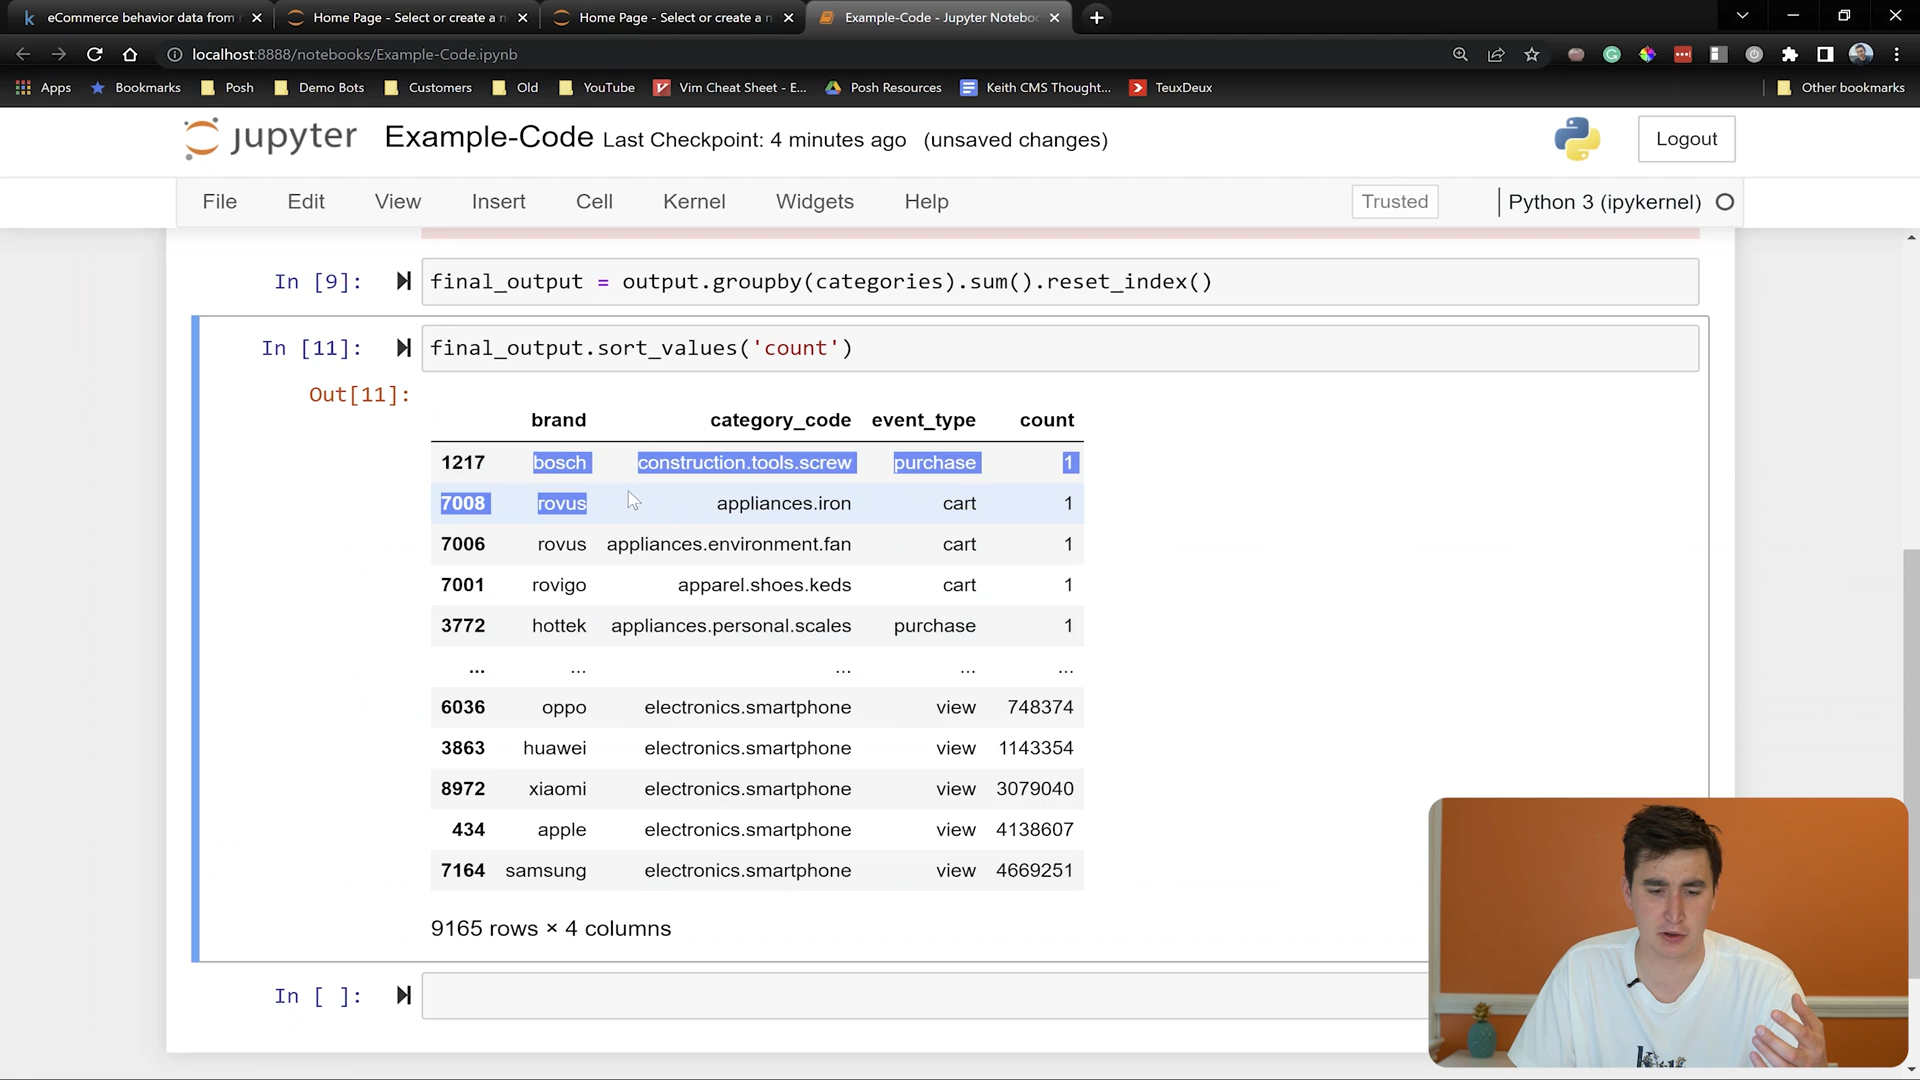 eCommerce behavior data from
Home Page - Select or create a n
Home Page - Select or create a n
Example-Code - Jupyter Notebo
localhost:8888/notebooks/Example-Code.ipynb
Apps
Bookmarks
Posh
Demo Bots
Customers
Old
YouTube
Vim Cheat Sheet - E...
Posh Resources
Keith CMS Thought...
TeuxDeux
Other bookmarks
jupyter
Example-Code
Last Checkpoint: 4 minutes ago (unsaved changes)
Logout
File Edit View Insert Cell Kernel Widgets Help
Trusted
Python 3 (ipykernel)
In [9]: final_output = output.groupby(categories).sum().reset_index()
In [11]: final_output.sort_values('count')
Out[11]:
brand category_code event_type count
1217 bosch construction.tools.screw purchase 1
7008 rovus appliances.iron cart 1
7006 rovus appliances.environment.fan cart 1
7001 rovigo apparel.shoes.keds cart 1
3772 hottek appliances.personal.scales purchase 1
... ... ... ... ...
6036 oppo electronics.smartphone view 748374
3863 huawei electronics.smartphone view 1143354
8972 xiaomi electronics.smartphone view 3079040
434 apple electronics.smartphone view 4138607
7164 samsung electronics.smartphone view 4669251
9165 rows × 4 columns
In [ ]: